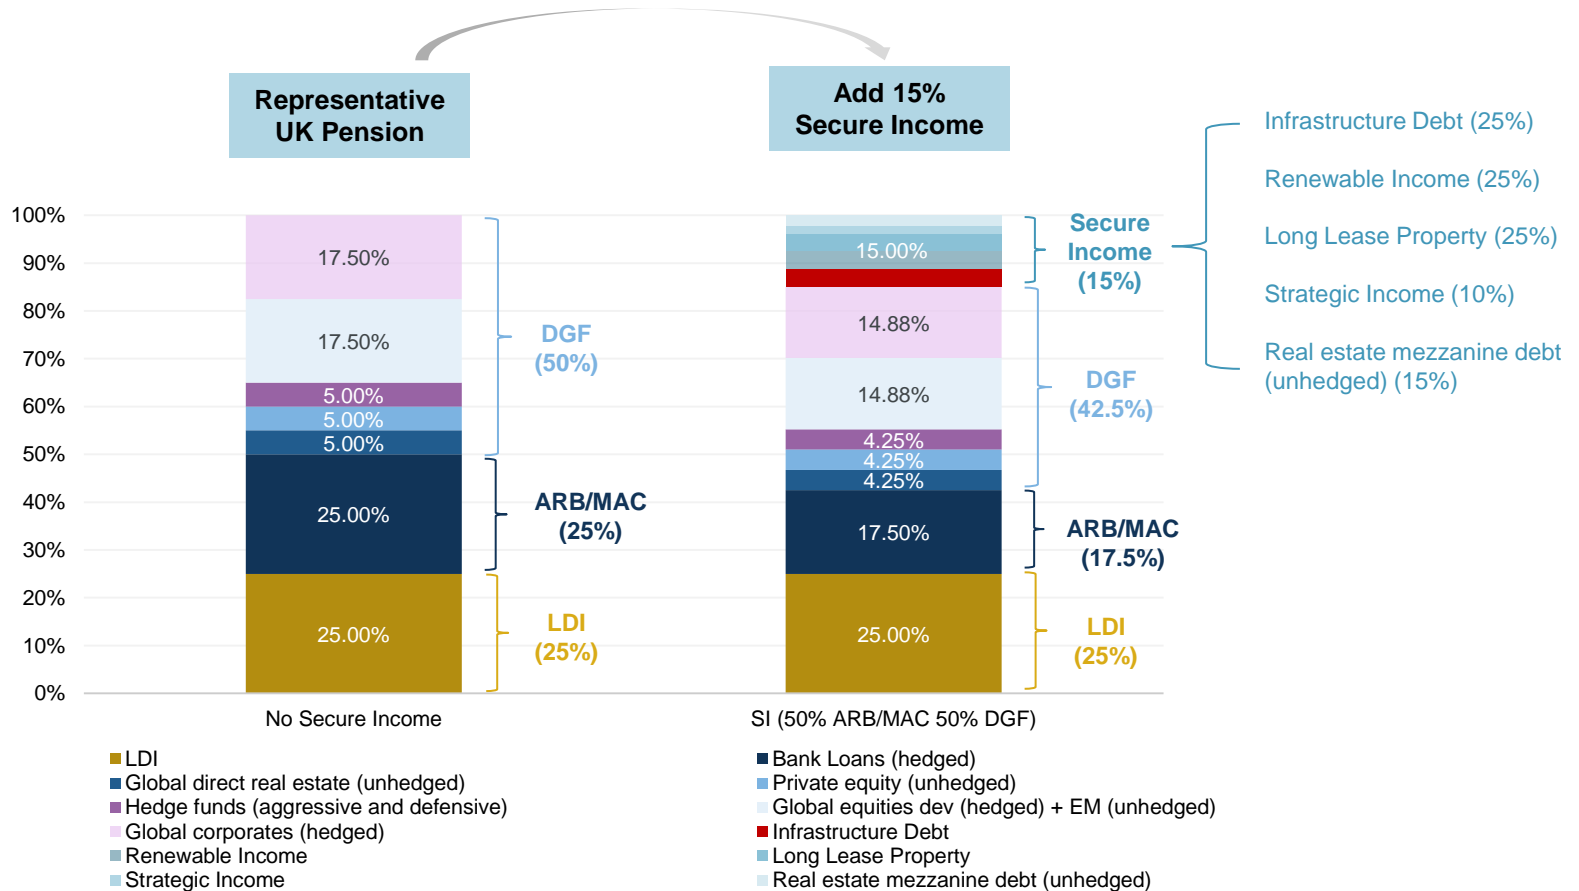 Representative
UK Pension
Add 15%
Secure Income
Infrastructure Debt (25%)
Renewable Income (25%)
Long Lease Property (25%)
Strategic Income (10%)
Real estate mezzanine debt
(unhedged) (15%)
100%
90%
80%
70%
60%
50%
40%
30%
20%
10%
0%
17.50%
17.50%
5.00%
5.00%
5.00%
25.00%
25.00%
DGF
(50%)
ARB/MAC
(25%)
LDI
(25%)
15.00%
14.88%
14.88%
4.25%
4.25%
4.25%
17.50%
25.00%
Secure
Income
(15%)
DGF
(42.5%)
ARB/MAC
(17.5%)
LDI
(25%)
No Secure Income
SI (50% ARB/MAC 50% DGF)
LDI
Bank Loans (hedged)
Global direct real estate (unhedged)
Private equity (unhedged)
Hedge funds (aggressive and defensive)
Global equities dev (hedged) + EM (unhedged)
Global corporates (hedged)
Infrastructure Debt
Renewable Income
Long Lease Property
Strategic Income
Real estate mezzanine debt (unhedged)